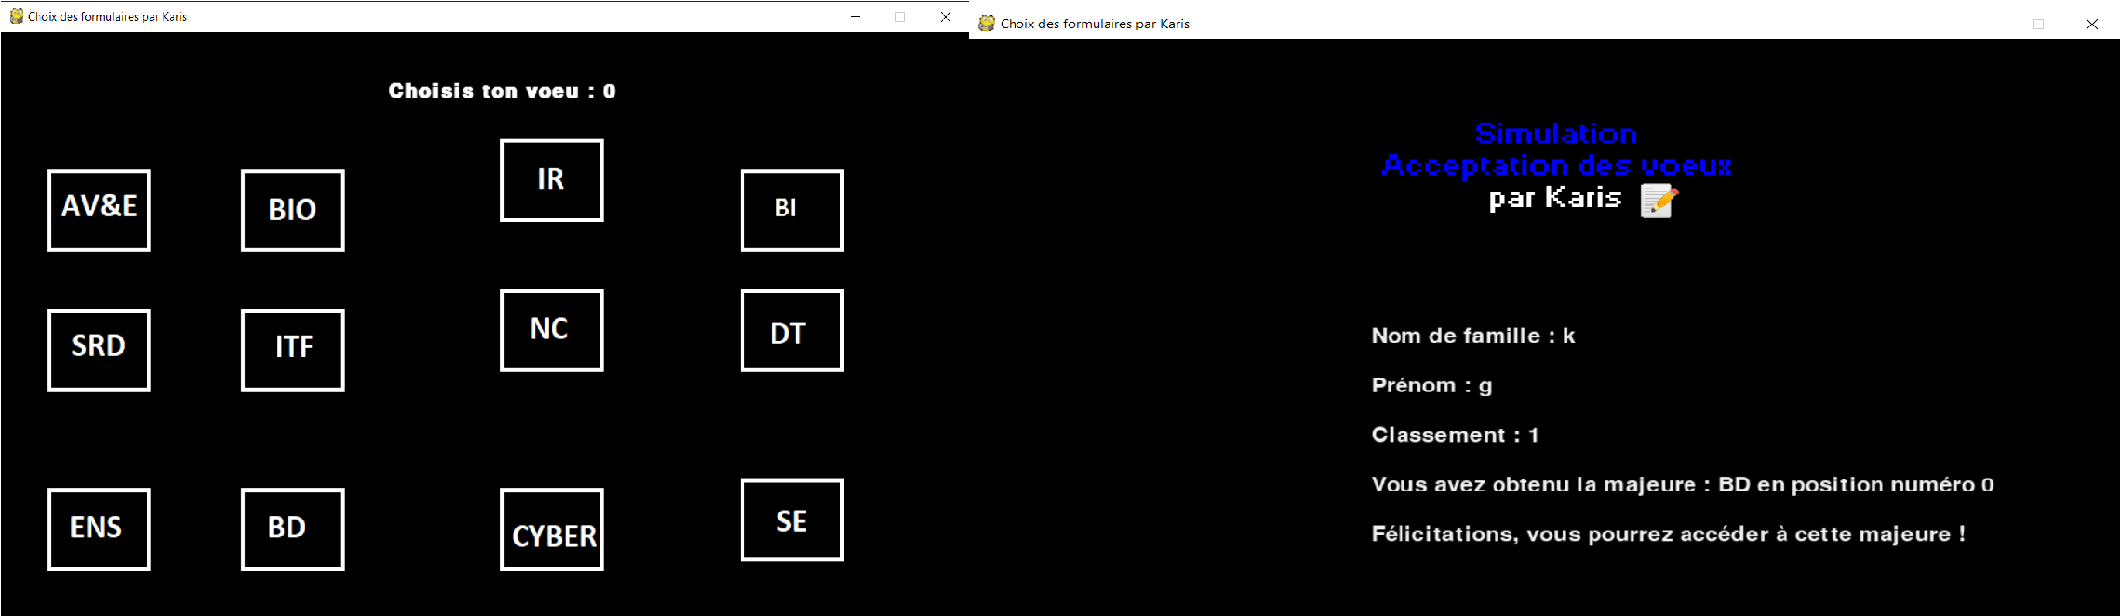 Choix des formulaires par Karis
Choisis ton voeu : 0
AV&E
BIO
IR
BI
SRD
ITF
NC
DT
ENS
BD
CYBER
SE
Choix des formulaires par Karis
Simulation
Acceptation des voeux
par Karis
Nom de famille : k
Prénom : g
Classement : 1
Vous avez obtenu la majeure : BD en position numéro 0
Félicitations, vous pourrez accéder à cette majeure !